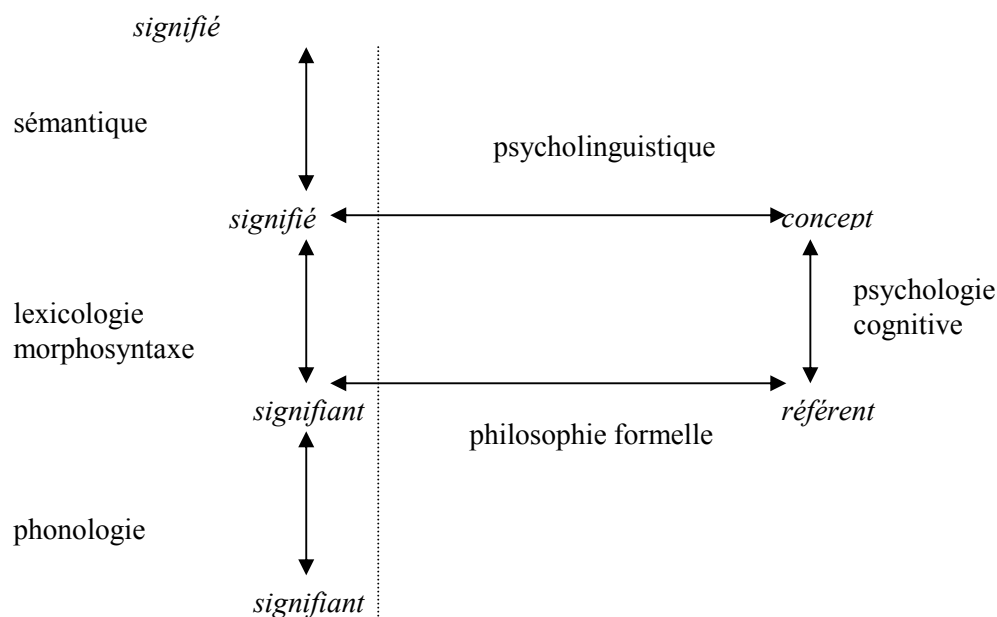 signifié
sémantique
psycholinguistique
signifié
concept
lexicologie
morphosyntaxe
psychologie
cognitive
signifiant
référent
philosophie formelle
phonologie
signifiant